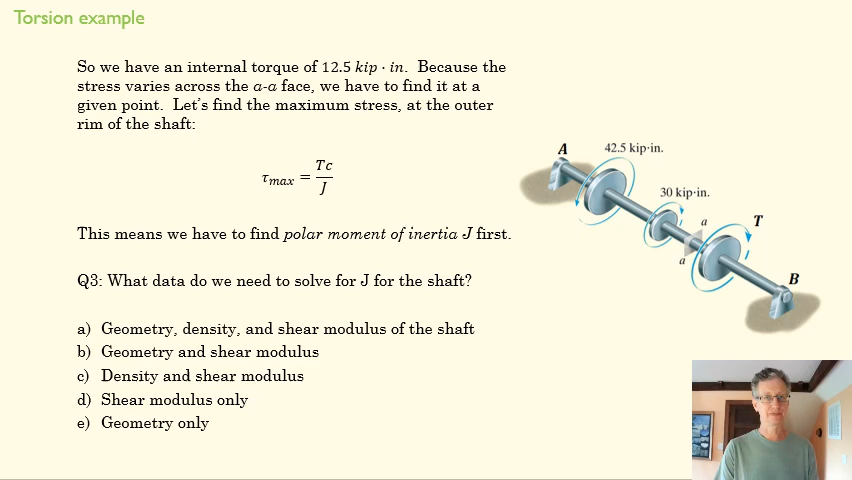 Torsion example
So we have an internal torque of 12.5 kip · in. Because the
stress varies across the a-a face, we have to find it at a
given point. Let's find the maximum stress, at the outer
rim of the shaft:
τmax = Tc/J
This means we have to find polar moment of inertia J first.
Q3: What data do we need to solve for J for the shaft?
a) Geometry, density, and shear modulus of the shaft
b) Geometry and shear modulus
c) Density and shear modulus
d) Shear modulus only
e) Geometry only
A
42.5 kip·in.
30 kip·in.
a
T
a
B